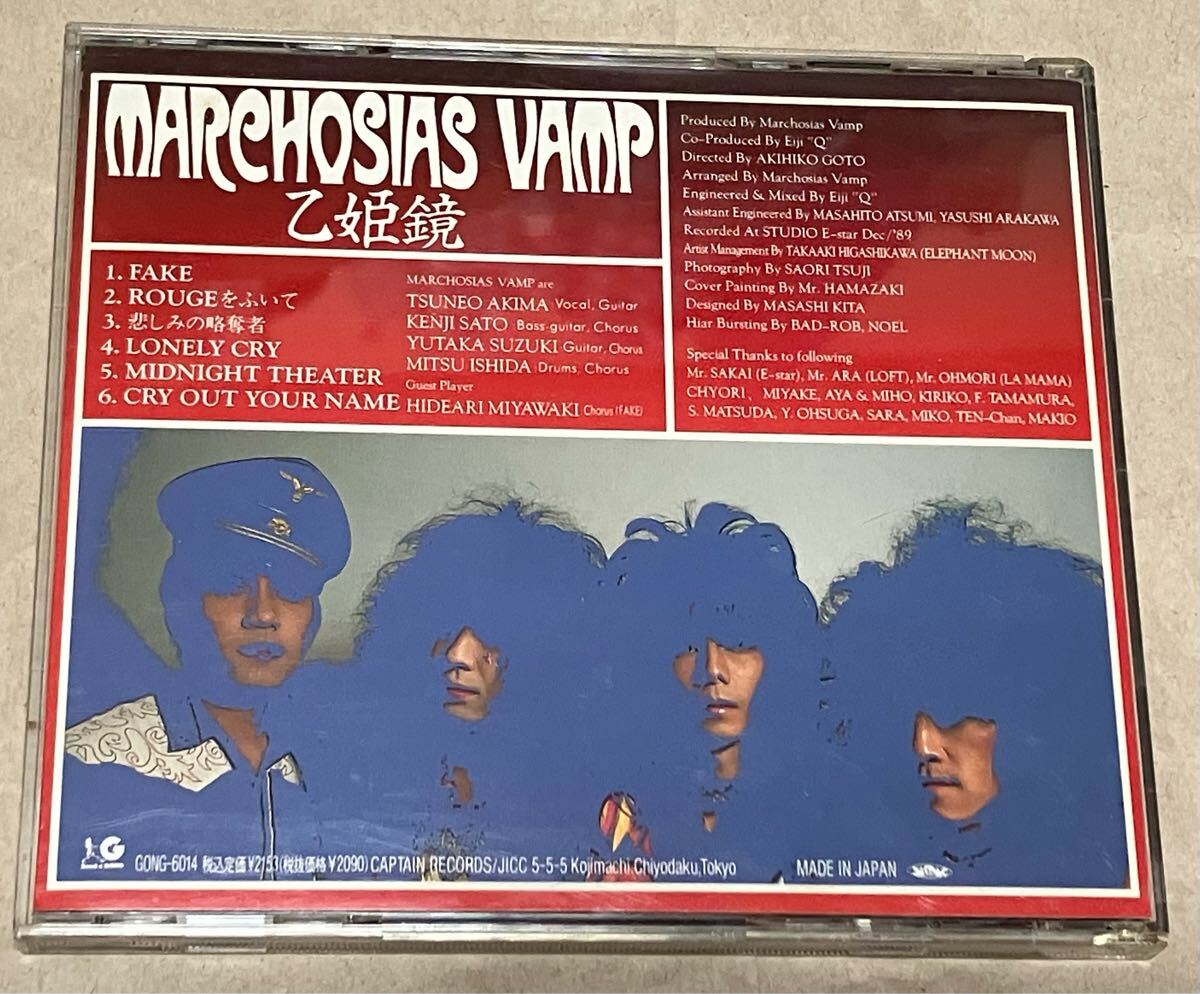 MARCHOSIAS VAMP
乙姫鏡
1. FAKE
2. ROUGEをふいて
3. 悲しみの略奪者
4. LONELY CRY
5. MIDNIGHT THEATER
6. CRY OUT YOUR NAME
MARCHOSIAS VAMP are
TSUNEO AKIMA Vocal, Guitar
KENJI SATO Bass-guitar, Chorus
YUTAKA SUZUKI Guitar, Chorus
MITSU ISHIDA Drums, Chorus
Guest Player
HIDEARI MIYAWAKI Chorus (FAKE)
Produced By Marchosias Vamp
Co-Produced By Eiji "Q"
Directed By AKIHIKO GOTO
Arranged By Marchosias Vamp
Engineered & Mixed By Eiji "Q"
Assistant Engineered By MASAHITO ATSUMI, YASUSHI ARAKAWA
Recorded At STUDIO E-star Dec/'89
Artist Management By TAKAAKI HIGASHIKAWA (ELEPHANT MOON)
Photography By SAORI TSUJI
Cover Painting By Mr. HAMAZAKI
Designed By MASASHI KITA
Hiar Bursting By BAD-ROB, NOEL
Special Thanks to following
Mr. SAKAI (E-star), Mr. ARA (LOFT), Mr. OHMORI (LA MAMA)
CHYORI、MIYAKE, AYA & MIHO, KIRIKO, F. TAMAMURA,
S. MATSUDA, Y. OHSUGA, SARA, MIKO, TEN-Chan, MAKIO
G
GONG-6014 税込定価¥2153(税抜価格¥2090) CAPTAIN RECORDS/JICC 5-5-5 Kojimachi Chiyodaku,Tokyo
MADE IN JAPAN